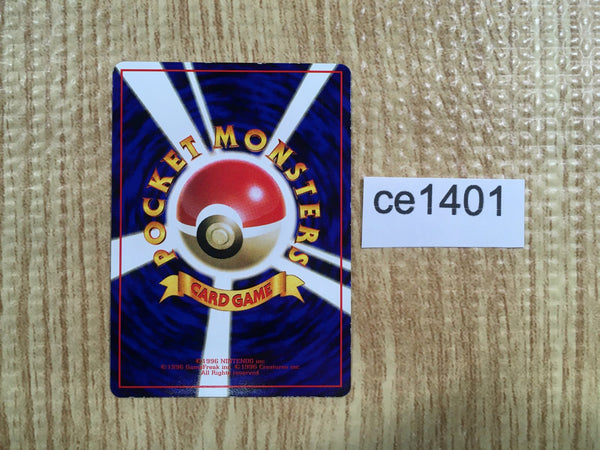 POCKET MONSTERS
CARD GAME
©1996 NINTENDO inc.
©1996 GameFreak inc. ©1996 Creatures inc.
All Rights reserved
ce1401